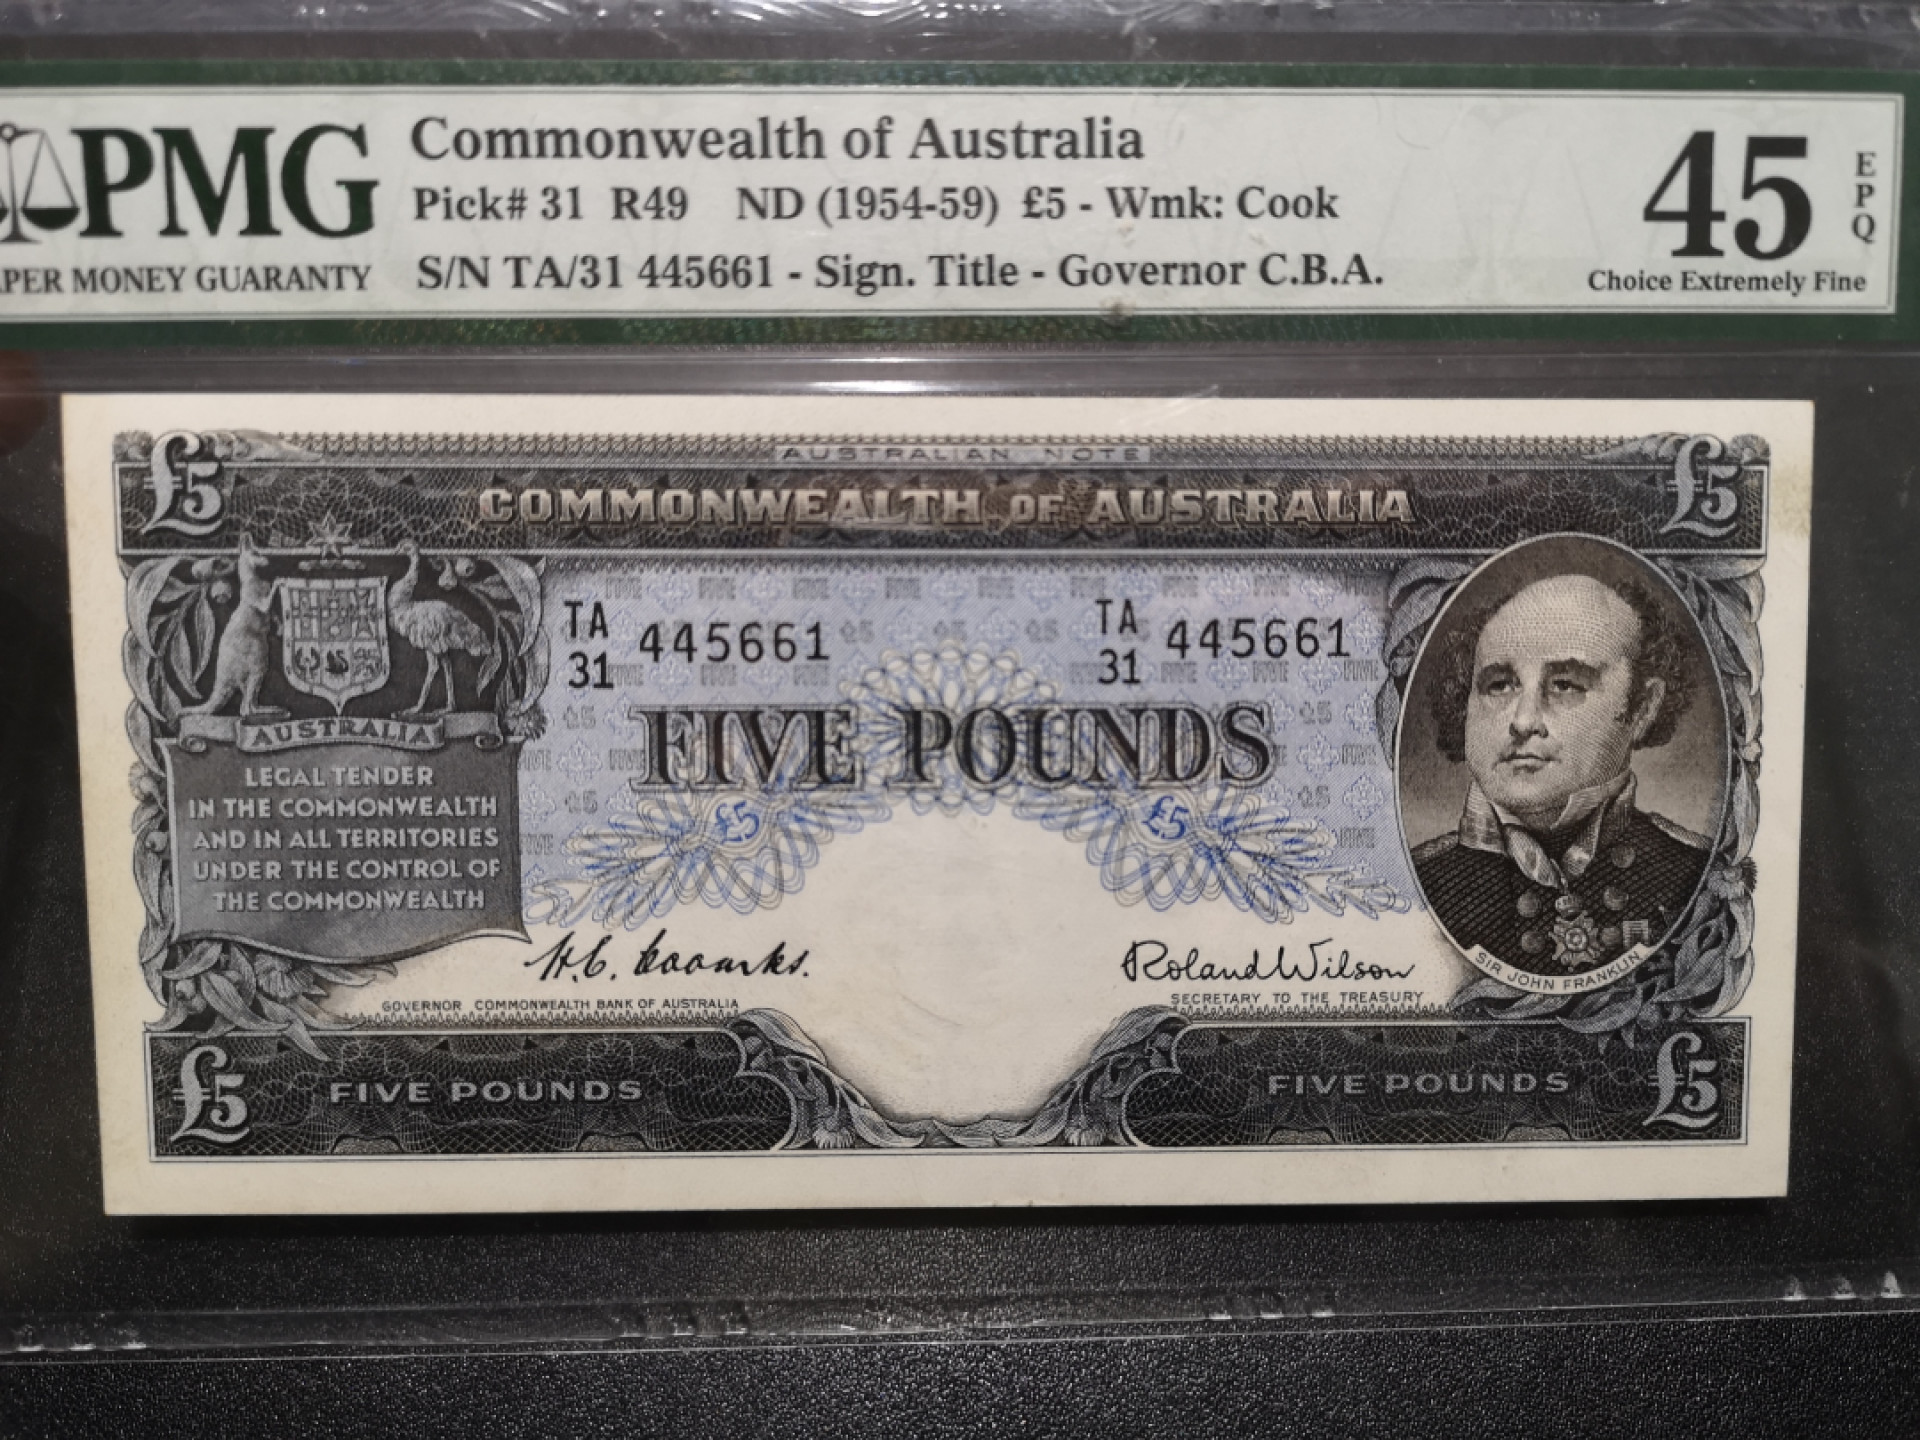 PMG
PAPER MONEY GUARANTY
Commonwealth of Australia
Pick# 31 R49 ND (1954-59) £5 - Wmk: Cook
S/N TA/31 445661 - Sign. Title - Governor C.B.A.
45
EPQ
Choice Extremely Fine
AUSTRALIAN NOTE
£5 £5
COMMONWEALTH OF AUSTRALIA
TA
31 445661
TA
31 445661
FIVE POUNDS
£5 £5
AUSTRALIA
LEGAL TENDER
IN THE COMMONWEALTH
AND IN ALL TERRITORIES
UNDER THE CONTROL OF
THE COMMONWEALTH
H.C. Coombs.
GOVERNOR COMMONWEALTH BANK OF AUSTRALIA
Roland Wilson
SECRETARY TO THE TREASURY
SIR JOHN FRANKLIN
£5 FIVE POUNDS
FIVE POUNDS £5